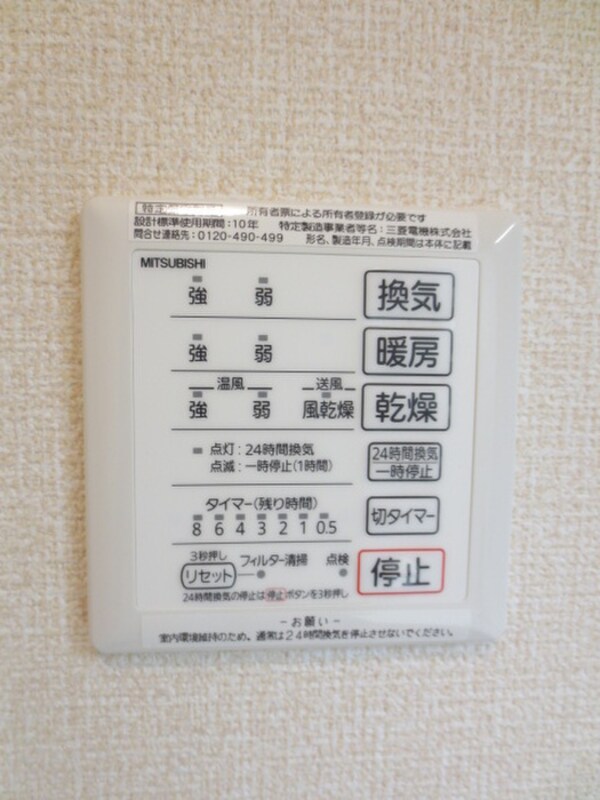 所有者票による所有者登録が必要です
設計標準使用期間:10年 特定製造事業者等名:三菱電機株式会社
問合せ連絡先:0120-490-499 形名、製造年月、点検期間は本体に記載
MITSUBISHI
強 弱 換気
強 弱 暖房
温風 送風
強 弱 風乾燥 乾燥
点灯:24時間換気
点滅:一時停止(1時間)
24時間換気
一時停止
タイマー(残り時間)
8 6 4 3 2 1 0.5
切タイマー
3秒押し
リセット フィルター清掃 点検
停止
24時間換気の停止は停止ボタンを3秒押し
-お願い-
室内環境維持のため、通常は24時間換気を停止させないでください。